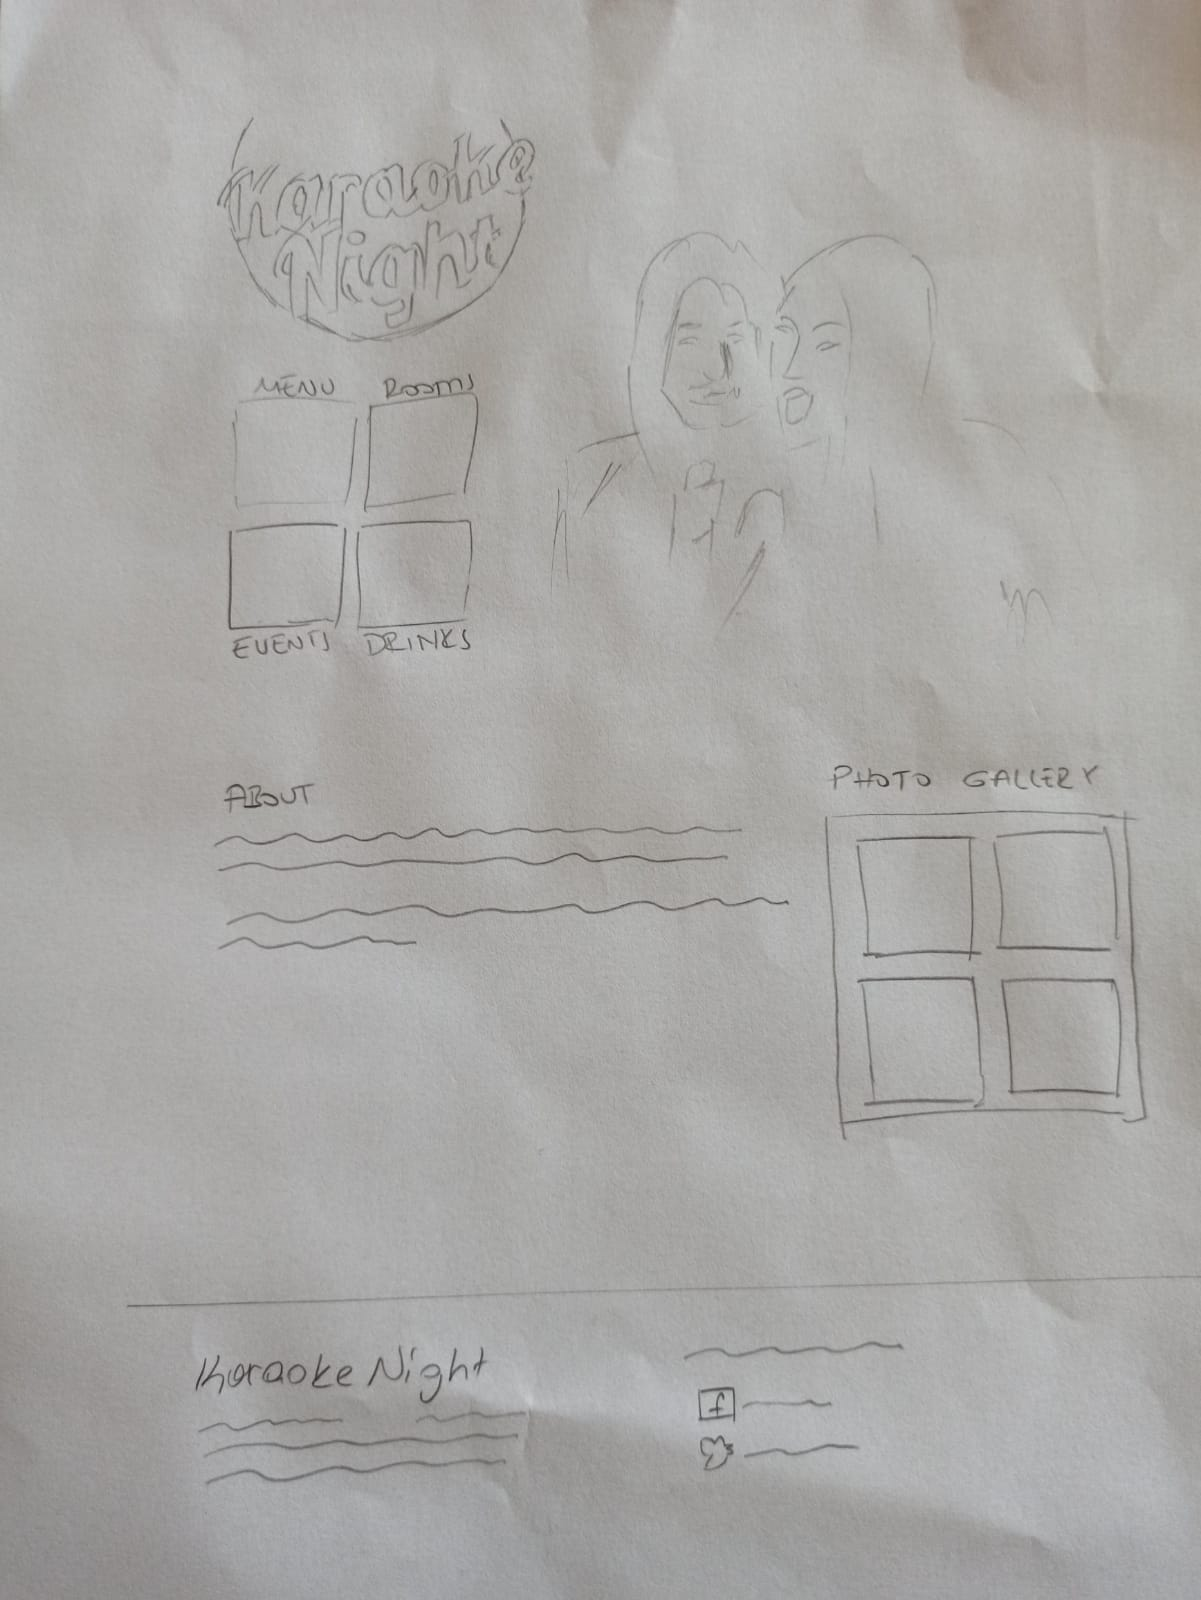 Karaoke
Night
MENU ROOMS
EVENTS DRINKS
ABOUT
PHOTO GALLERY
Karaoke Night
f